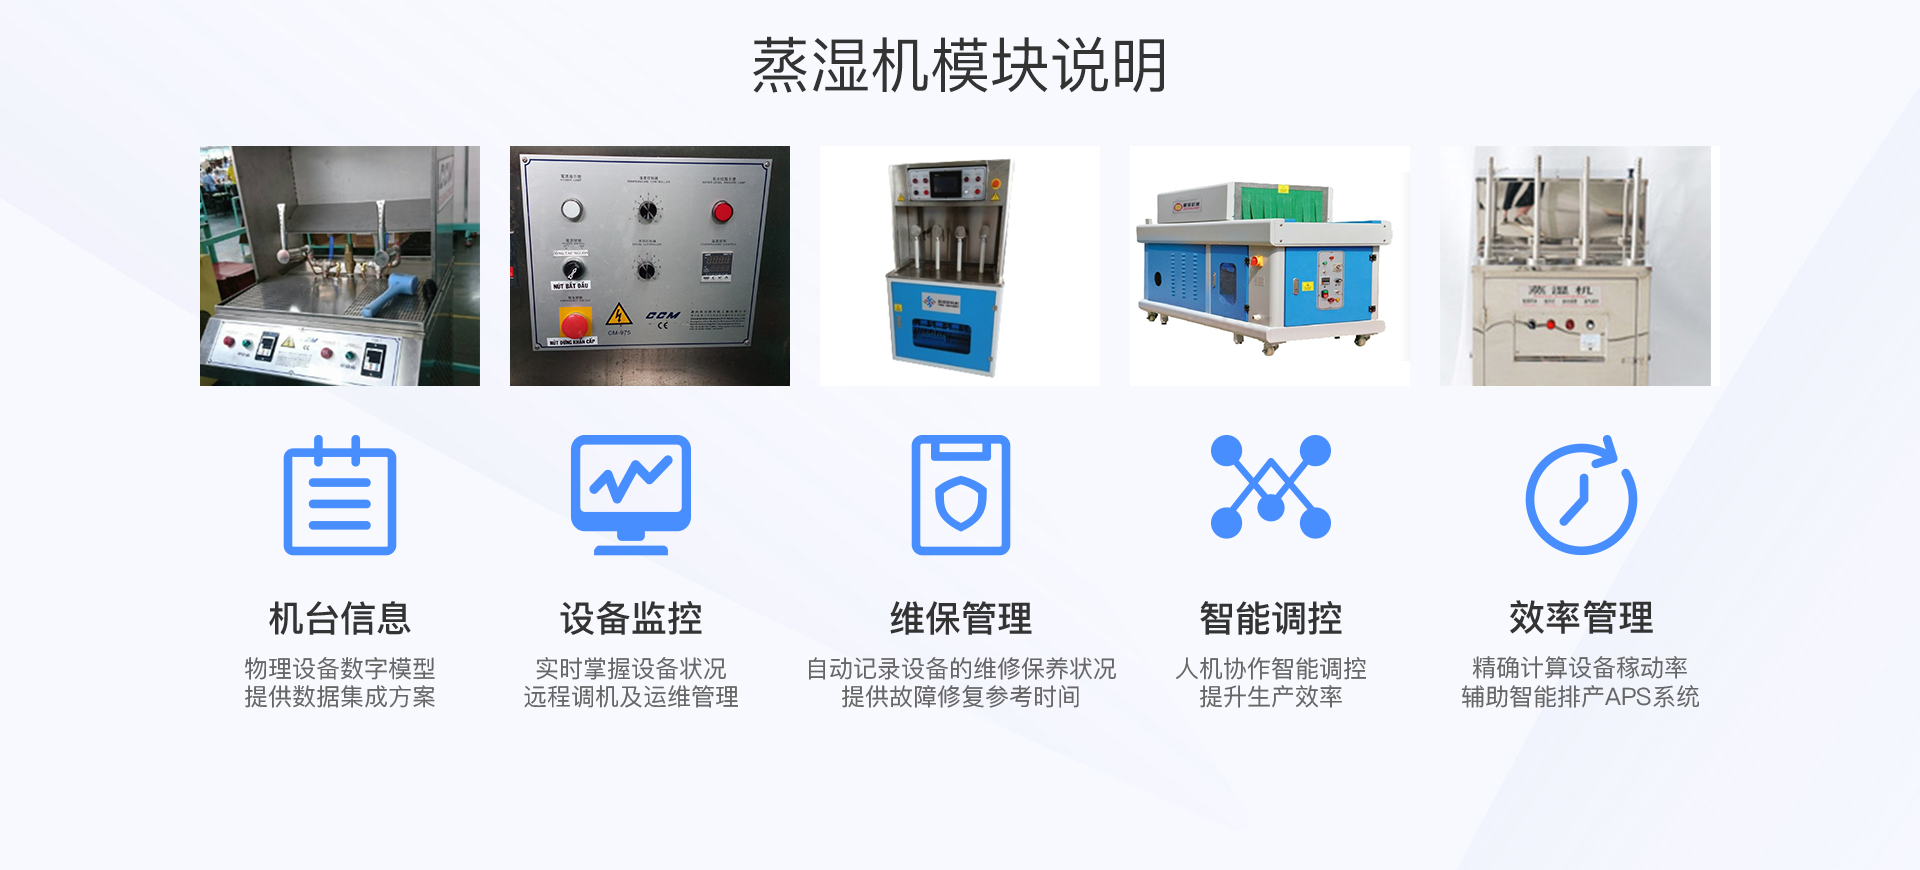 蒸湿机模块说明
NÚT BẮT ĐẦU
CCM
CE
CM-975
NÚT DỪNG KHẨN CẤP
蒸湿机
机台信息
物理设备数字模型
提供数据集成方案
设备监控
实时掌握设备状况
远程调机及运维管理
维保管理
自动记录设备的维修保养状况
提供故障修复参考时间
智能调控
人机协作智能调控
提升生产效率
效率管理
精确计算设备稼动率
辅助智能排产APS系统